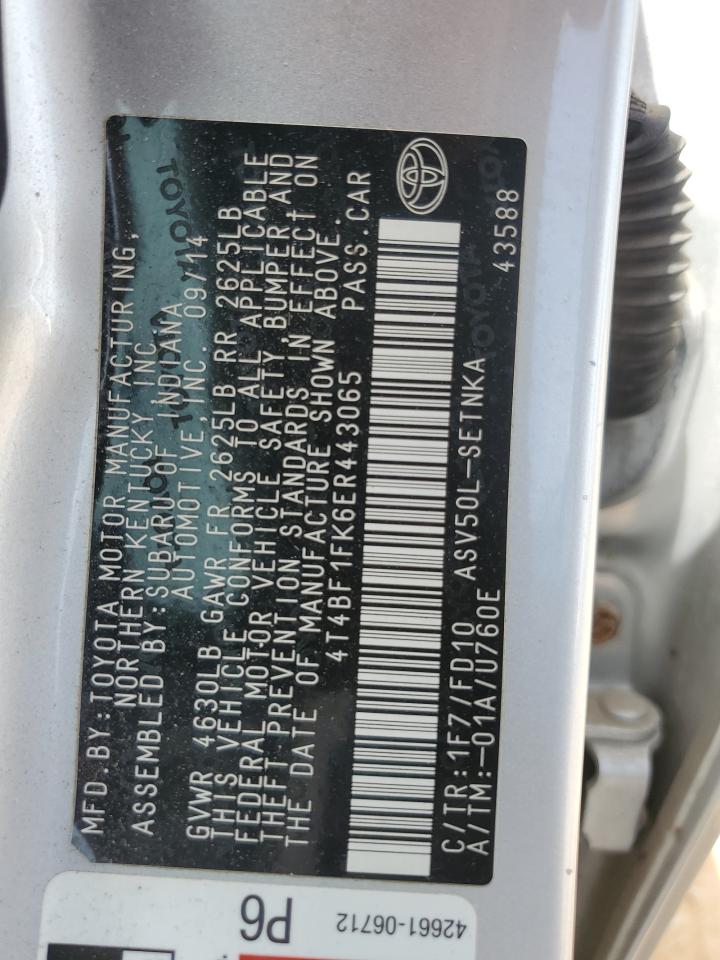 MFD.BY:TOYOTA MOTOR MANUFACTURING,
NORTHERN KENTUCKY INC.
ASSEMBLED BY:SUBARU OF INDIANA
AUTOMOTIVE,INC. 09/14
GVWR 4630LB GAWR FR 2625LB RR 2625LB
THIS VEHICLE CONFORMS TO ALL APPLICABLE
FEDERAL MOTOR VEHICLE SAFETY,BUMPER AND
THEFT PREVENTION STANDARDS IN EFFECT ON
THE DATE OF MANUFACTURE SHOWN ABOVE.
4T4BF1FK6ER443065 PASS.CAR
C/TR:1F7/FD10 ASV50L-SETNKA 43588
A/TM:-01A/U760E
TOYOTA
TOYOTA
TOYOTA
P6
42661-06712